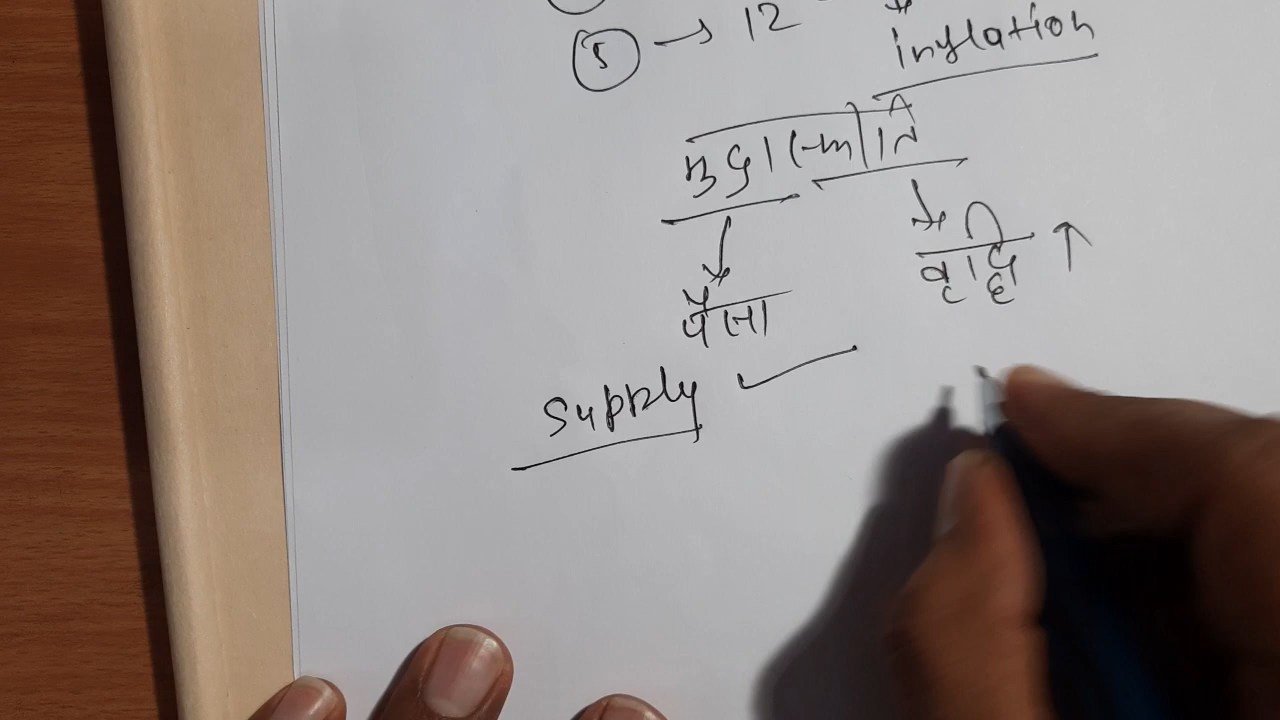 5 → 12
inflation
मुद्रास्फीति
↓ ↓
पैसा वृद्धि ↑
Supply